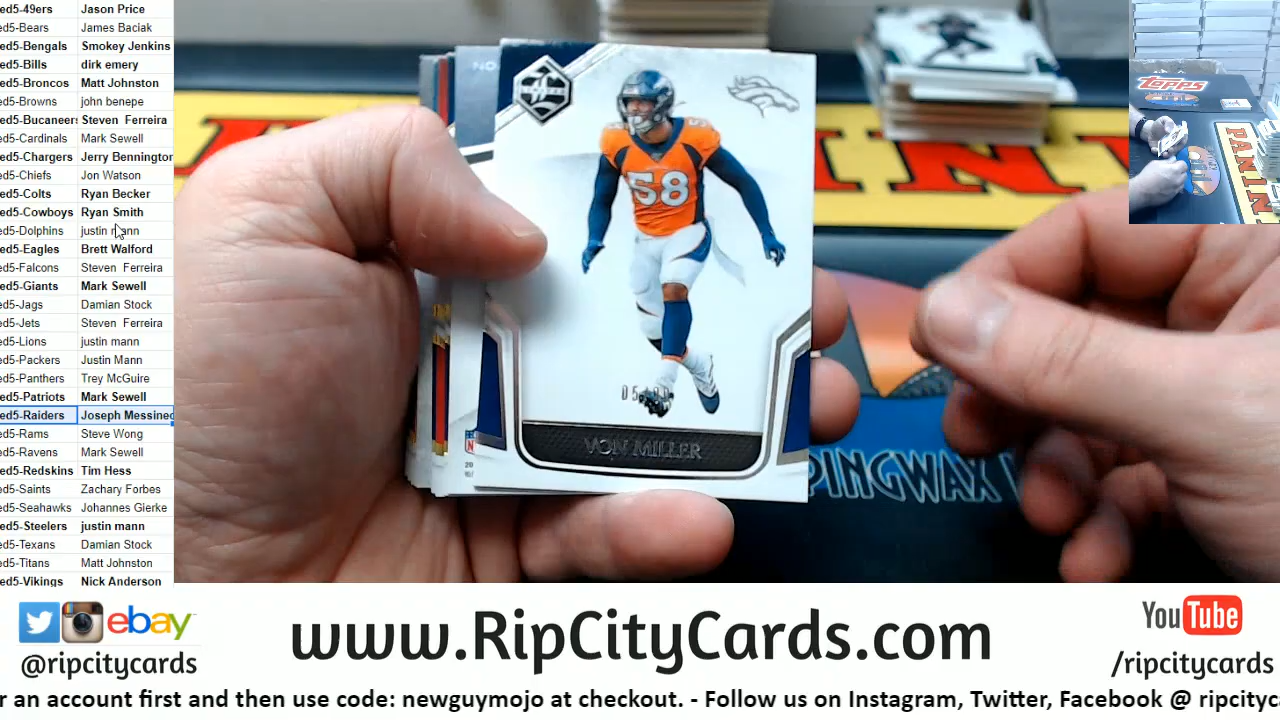 ed5-49ers Jason Price
ed5-Bears James Baciak
ed5-Bengals Smokey Jenkins
ed5-Bills dirk emery
ed5-Broncos Matt Johnston
ed5-Browns john benepe
ed5-Bucaneers Steven Ferreira
ed5-Cardinals Mark Sewell
ed5-Chargers Jerry Bennington
ed5-Chiefs Jon Watson
ed5-Colts Ryan Becker
ed5-Cowboys Ryan Smith
ed5-Dolphins justin mann
ed5-Eagles Brett Walford
ed5-Falcons Steven Ferreira
ed5-Giants Mark Sewell
ed5-Jags Damian Stock
ed5-Jets Steven Ferreira
ed5-Lions justin mann
ed5-Packers Justin Mann
ed5-Panthers Trey McGuire
ed5-Patriots Mark Sewell
ed5-Raiders Joseph Messineo
ed5-Rams Steve Wong
ed5-Ravens Mark Sewell
ed5-Redskins Tim Hess
ed5-Saints Zachary Forbes
ed5-Seahawks Johannes Gierke
ed5-Steelers justin mann
ed5-Texans Damian Stock
ed5-Titans Matt Johnston
ed5-Vikings Nick Anderson
NO
58
VON MILLER
NFL
20
PINGWAX
Topps
PANINI
ebay
@ripcitycards
www.RipCityCards.com
YouTube
/ripcitycards
r an account first and then use code: newguymojo at checkout. - Follow us on Instagram, Twitter, Facebook @ ripcityc